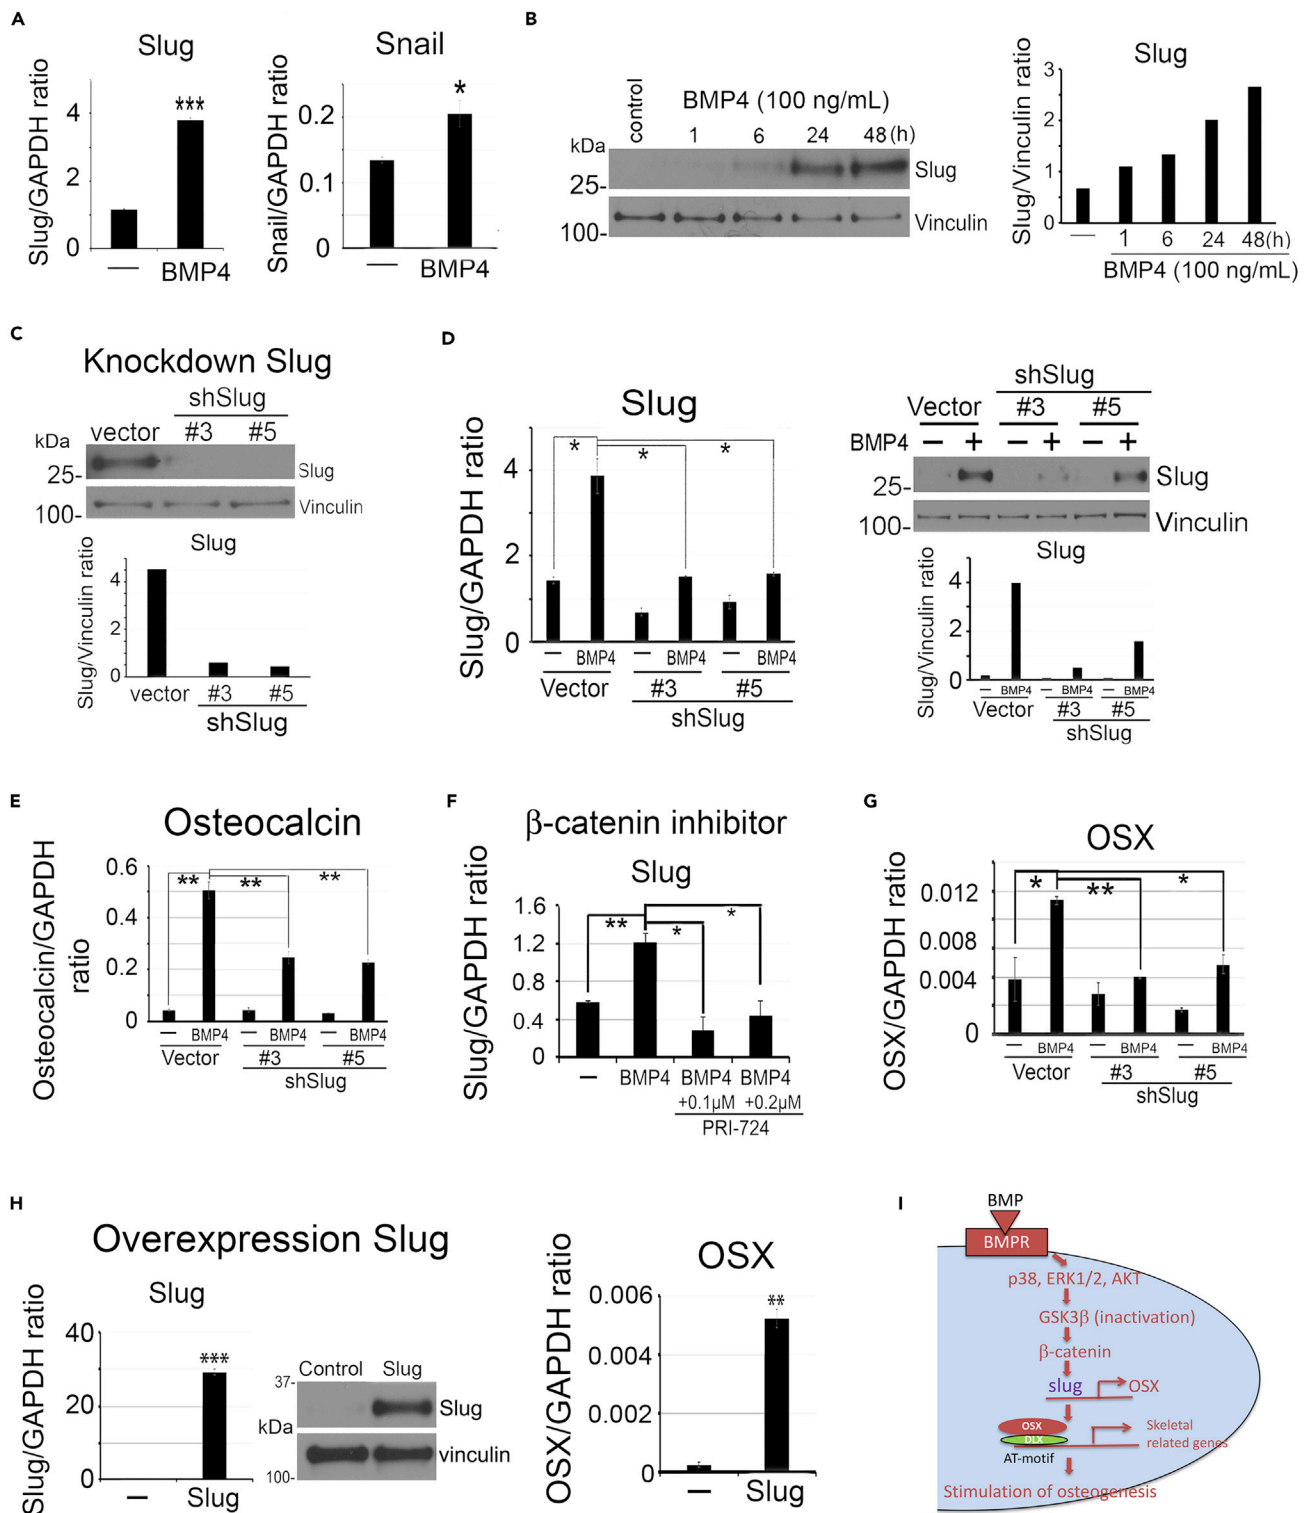 A
Slug
Slug/GAPDH ratio
4
2
0
***
— BMP4
Snail
Snail/GAPDH ratio
0.2
0.1
0
*
— BMP4
B
control
BMP4 (100 ng/mL)
1 6 24 48(h)
kDa
25-
Slug
100-
Vinculin
Slug
Slug/Vinculin ratio
3
2
1
0
— 1 6 24 48(h)
BMP4 (100 ng/mL)
C
Knockdown Slug
shSlug
vector #3 #5
kDa
25-
Slug
100-
Vinculin
Slug
Slug/Vinculin ratio
4
2
0
vector #3 #5
shSlug
D
Slug
Slug/GAPDH ratio
4
2
0
* * *
— BMP4 — BMP4 — BMP4
Vector #3 #5
shSlug
shSlug
Vector #3 #5
BMP4 — + — + — +
25-
Slug
100-
Vinculin
Slug
Slug/Vinculin ratio
4
2
0
— BMP4 — BMP4 — BMP4
Vector #3 #5
shSlug
E
Osteocalcin
Osteocalcin/GAPDH
ratio
0.6
0.4
0.2
0
** ** **
— BMP4 — BMP4 — BMP4
Vector #3 #5
shSlug
F
β-catenin inhibitor
Slug
Slug/GAPDH ratio
1.6
1.2
0.8
0.4
0
** * *
— BMP4 BMP4 BMP4
+0.1µM +0.2µM
PRI-724
G
OSX
OSX/GAPDH ratio
0.012
0.008
0.004
0
* ** *
— BMP4 — BMP4 — BMP4
Vector #3 #5
shSlug
H
Overexpression Slug
Slug
Slug/GAPDH ratio
40
20
0
***
— Slug
Control Slug
37-
Slug
kDa
vinculin
100-
OSX
OSX/GAPDH ratio
0.006
0.004
0.002
0
**
— Slug
I
BMP
BMPR
p38, ERK1/2, AKT
GSK3β (inactivation)
β-catenin
slug OSX
OSX
DLX
AT-motif
Skeletal
related genes
Stimulation of osteogenesis